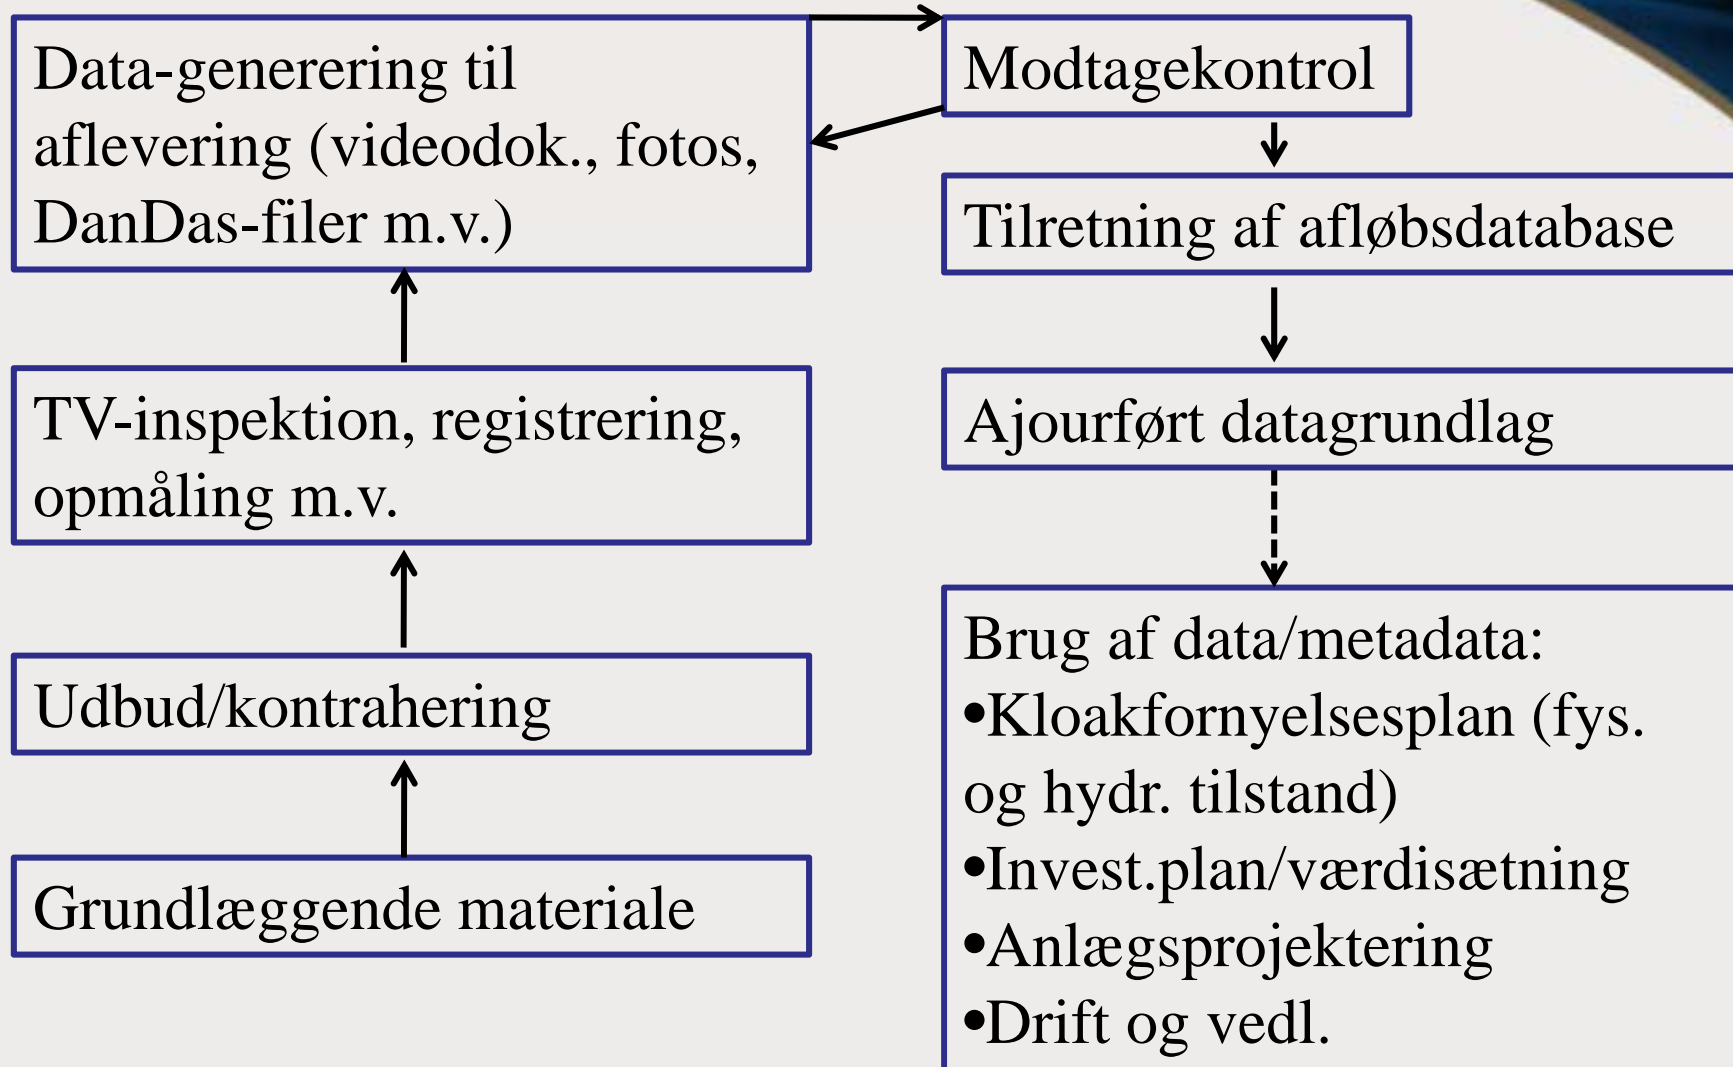 Data-generering til
aflevering (videodok., fotos,
DanDas-filer m.v.)
TV-inspektion, registrering,
opmåling m.v.
Udbud/kontrahering
Grundlæggende materiale
Modtagekontrol
Tilretning af afløbsdatabase
Ajourført datagrundlag
Brug af data/metadata:
•Kloakfornyelsesplan (fys.
og hydr. tilstand)
•Invest.plan/værdisætning
•Anlægsprojektering
•Drift og vedl.